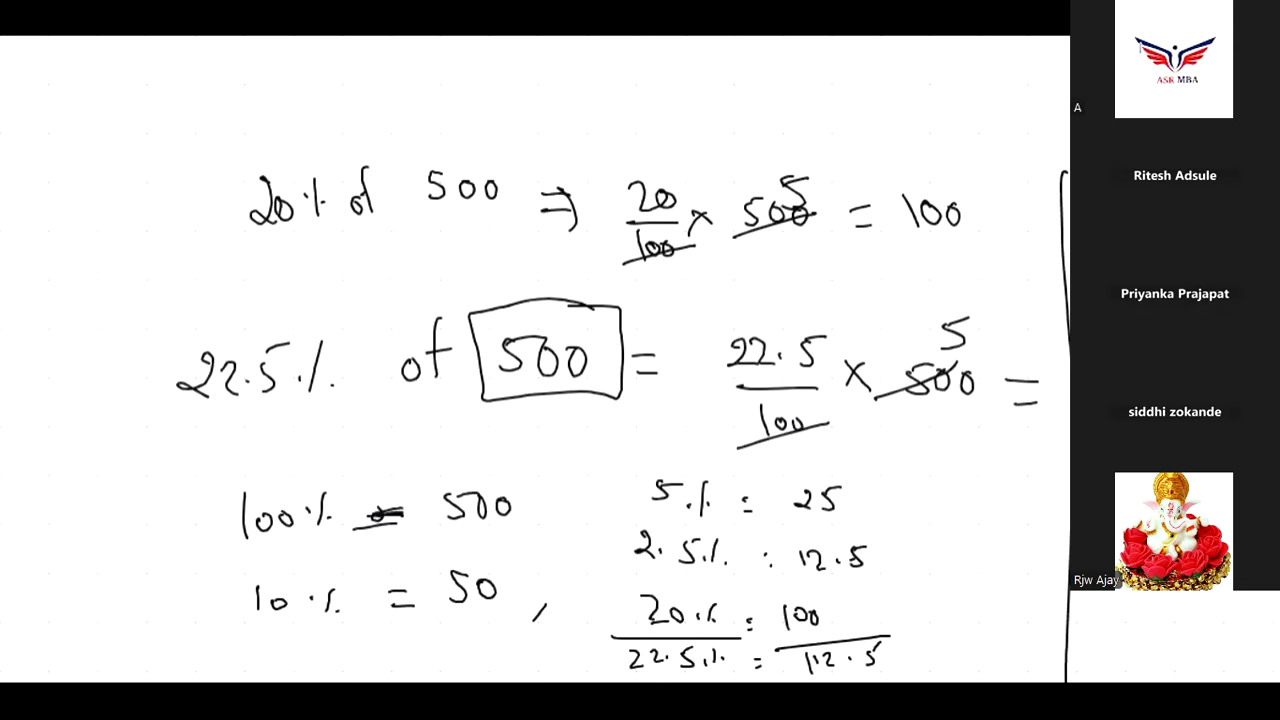 20% of 500 ⇒ 20/100 × 500 5 = 100
22.5% of 500 = 22.5/100 × 500 5 =
100% = 500
10% = 50,
5% = 25
2.5% : 12.5
20% = 100
22.5% = 112.5
ASK MBA
A
Ritesh Adsule
Priyanka Prajapat
siddhi zokande
Rjw Ajay